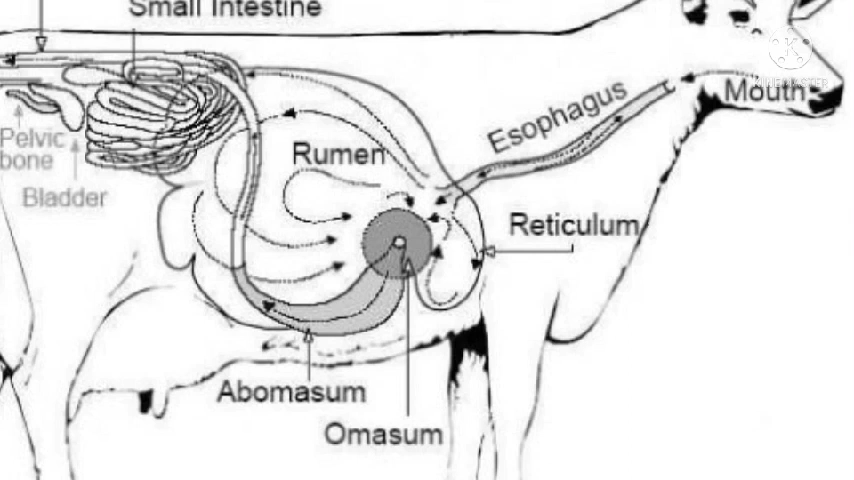 Small Intestine
Mouth
Esophagus
Rumen
Pelvic
bone
Bladder
Reticulum
Abomasum
Omasum